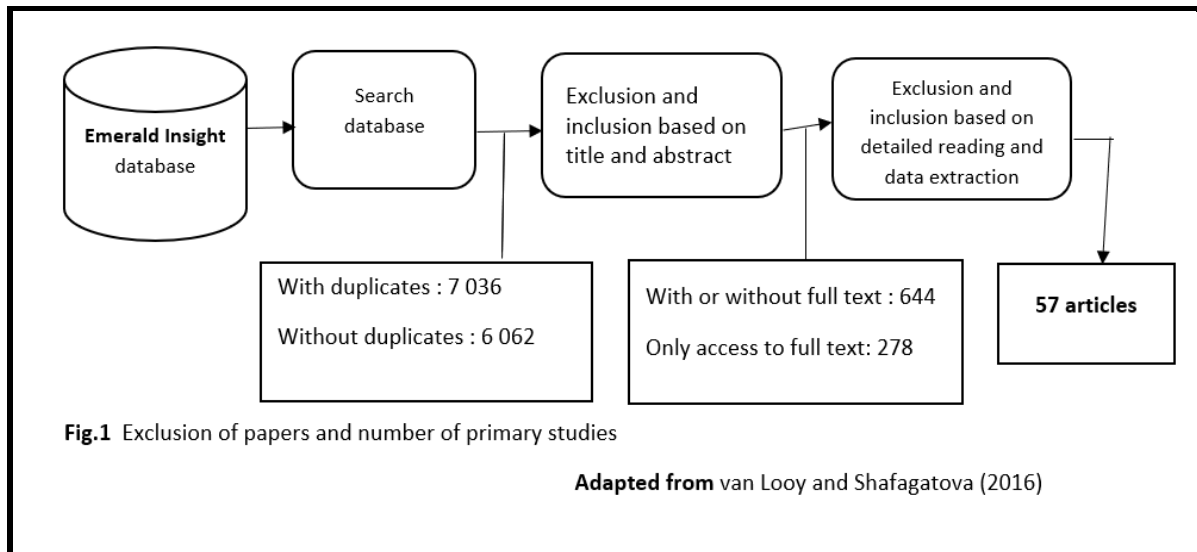 Emerald Insight
database
Search
database
Exclusion and
inclusion based on
title and abstract
Exclusion and
inclusion based on
detailed reading and
data extraction
With duplicates : 7 036
Without duplicates : 6 062
With or without full text : 644
Only access to full text: 278
57 articles
Fig.1 Exclusion of papers and number of primary studies
Adapted from van Looy and Shafagatova (2016)